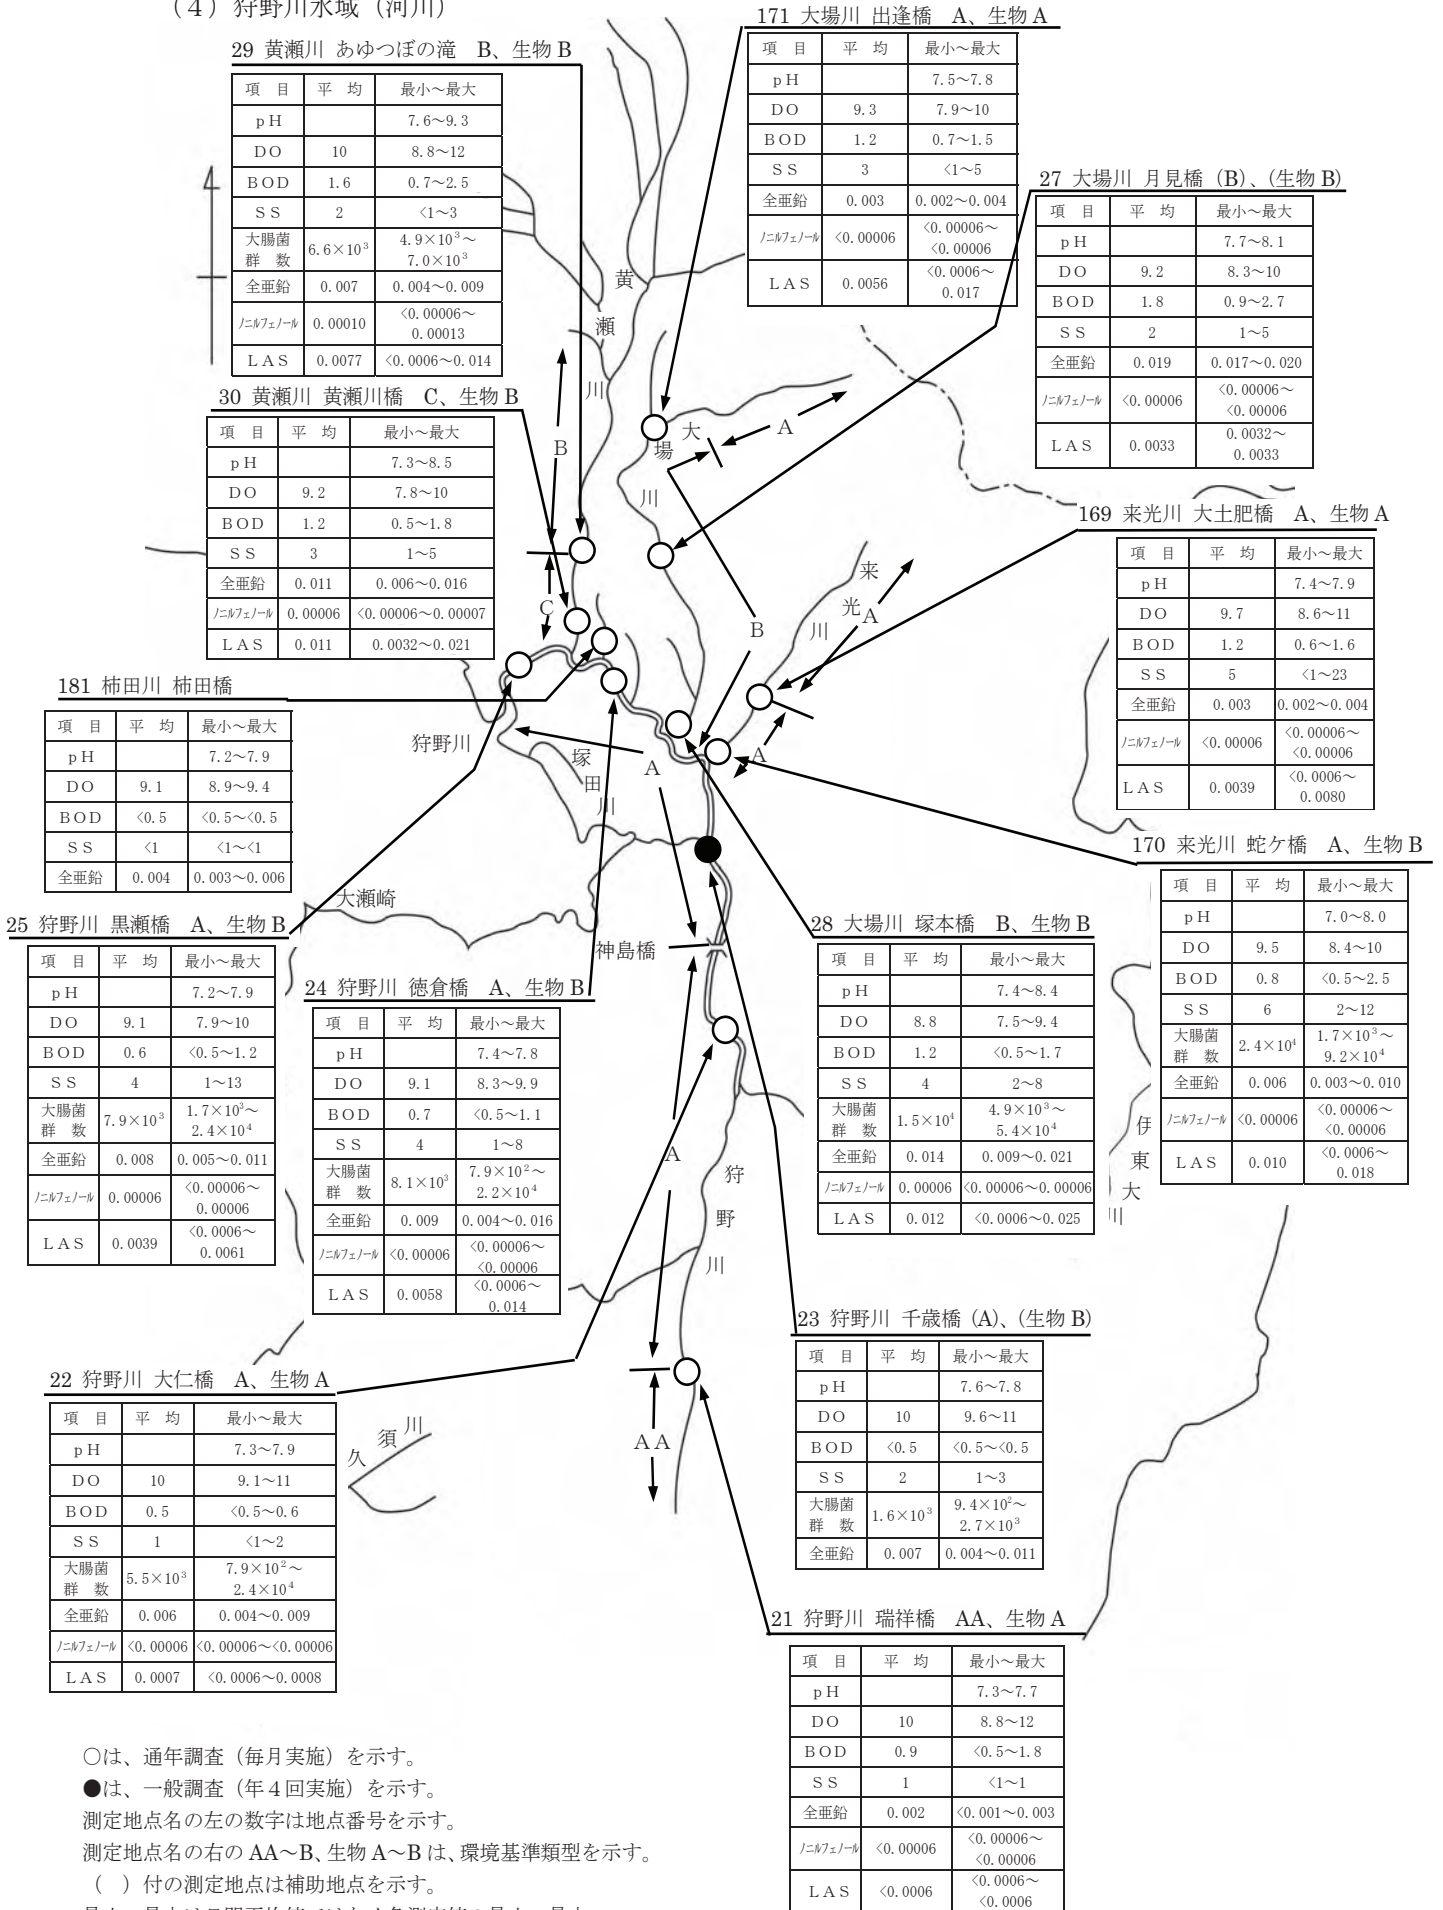 （４）狩野川水域（河川）
29 黄瀬川 あゆつぼの滝　B、生物 B
項　目 平　均 最小～最大
ｐＨ 7.6～9.3
ＤＯ 10 8.8～12
ＢＯＤ 1.6 0.7～2.5
ＳＳ 2 <1～3
大腸菌群　数 6.6×10³ 4.9×10³～7.0×10³
全亜鉛 0.007 0.004～0.009
ノニルフェノール 0.00010 <0.00006～0.00013
ＬＡＳ 0.0077 <0.0006～0.014
171 大場川 出逢橋　A、生物 A
項　目 平　均 最小～最大
ｐＨ 7.5～7.8
ＤＯ 9.3 7.9～10
ＢＯＤ 1.2 0.7～1.5
ＳＳ 3 <1～5
全亜鉛 0.003 0.002～0.004
ノニルフェノール <0.00006 <0.00006～<0.00006
ＬＡＳ 0.0056 <0.0006～0.017
27 大場川 月見橋（B）、（生物 B）
項　目 平　均 最小～最大
ｐＨ 7.7～8.1
ＤＯ 9.2 8.3～10
ＢＯＤ 1.8 0.9～2.7
ＳＳ 2 1～5
全亜鉛 0.019 0.017～0.020
ノニルフェノール <0.00006 <0.00006～<0.00006
ＬＡＳ 0.0033 0.0032～0.0033
30 黄瀬川 黄瀬川橋　C、生物 B
項　目 平　均 最小～最大
ｐＨ 7.3～8.5
ＤＯ 9.2 7.8～10
ＢＯＤ 1.2 0.5～1.8
ＳＳ 3 1～5
全亜鉛 0.011 0.006～0.016
ノニルフェノール 0.00006 <0.00006～0.00007
ＬＡＳ 0.011 0.0032～0.021
169 来光川 大土肥橋　A、生物 A
項　目 平　均 最小～最大
ｐＨ 7.4～7.9
ＤＯ 9.7 8.6～11
ＢＯＤ 1.2 0.6～1.6
ＳＳ 5 <1～23
全亜鉛 0.003 0.002～0.004
ノニルフェノール <0.00006 <0.00006～<0.00006
ＬＡＳ 0.0039 <0.0006～0.0080
181 柿田川 柿田橋
項　目 平　均 最小～最大
ｐＨ 7.2～7.9
ＤＯ 9.1 8.9～9.4
ＢＯＤ <0.5 <0.5～<0.5
ＳＳ <1 <1～<1
全亜鉛 0.004 0.003～0.006
170 来光川 蛇ケ橋　A、生物 B
項　目 平　均 最小～最大
ｐＨ 7.0～8.0
ＤＯ 9.5 8.4～10
ＢＯＤ 0.8 <0.5～2.5
ＳＳ 6 2～12
大腸菌群　数 2.4×10⁴ 1.7×10³～9.2×10⁴
全亜鉛 0.006 0.003～0.010
ノニルフェノール <0.00006 <0.00006～<0.00006
ＬＡＳ 0.010 <0.0006～0.018
25 狩野川 黒瀬橋　A、生物 B
項　目 平　均 最小～最大
ｐＨ 7.2～7.9
ＤＯ 9.1 7.9～10
ＢＯＤ 0.6 <0.5～1.2
ＳＳ 4 1～13
大腸菌群　数 7.9×10³ 1.7×10³～2.4×10⁴
全亜鉛 0.008 0.005～0.011
ノニルフェノール 0.00006 <0.00006～0.00006
ＬＡＳ 0.0039 <0.0006～0.0061
24 狩野川 徳倉橋　A、生物 B
項　目 平　均 最小～最大
ｐＨ 7.4～7.8
ＤＯ 9.1 8.3～9.9
ＢＯＤ 0.7 <0.5～1.1
ＳＳ 4 1～8
大腸菌群　数 8.1×10³ 7.9×10²～2.2×10⁴
全亜鉛 0.009 0.004～0.016
ノニルフェノール <0.00006 <0.00006～<0.00006
ＬＡＳ 0.0058 <0.0006～0.014
28 大場川 塚本橋　B、生物 B
項　目 平　均 最小～最大
ｐＨ 7.4～8.4
ＤＯ 8.8 7.5～9.4
ＢＯＤ 1.2 <0.5～1.7
ＳＳ 4 2～8
大腸菌群　数 1.5×10⁴ 4.9×10³～5.4×10⁴
全亜鉛 0.014 0.009～0.021
ノニルフェノール 0.00006 <0.00006～0.00006
ＬＡＳ 0.012 <0.0006～0.025
23 狩野川 千歳橋（A）、（生物 B）
項　目 平　均 最小～最大
ｐＨ 7.6～7.8
ＤＯ 10 9.6～11
ＢＯＤ <0.5 <0.5～<0.5
ＳＳ 2 1～3
大腸菌群　数 1.6×10³ 9.4×10²～2.7×10³
全亜鉛 0.007 0.004～0.011
22 狩野川 大仁橋　A、生物 A
項　目 平　均 最小～最大
ｐＨ 7.3～7.9
ＤＯ 10 9.1～11
ＢＯＤ 0.5 <0.5～0.6
ＳＳ 1 <1～2
大腸菌群　数 5.5×10³ 7.9×10²～2.4×10⁴
全亜鉛 0.006 0.004～0.009
ノニルフェノール <0.00006 <0.00006～<0.00006
ＬＡＳ 0.0007 <0.0006～0.0008
21 狩野川 瑞祥橋　AA、生物 A
項　目 平　均 最小～最大
ｐＨ 7.3～7.7
ＤＯ 10 8.8～12
ＢＯＤ 0.9 <0.5～1.8
ＳＳ 1 <1～1
全亜鉛 0.002 <0.001～0.003
ノニルフェノール <0.00006 <0.00006～<0.00006
ＬＡＳ <0.0006 <0.0006～<0.0006
黄瀬川
大場川
来光川
狩野川
塚田川
大瀬崎
神島橋
狩野川
伊東大川
久須川
B
C
A
B
A
A
A
A
AA
○は、通年調査（毎月実施）を示す。
●は、一般調査（年４回実施）を示す。
測定地点名の左の数字は地点番号を示す。
測定地点名の右の AA～B、生物 A～B は、環境基準類型を示す。
（　）付の測定地点は補助地点を示す。